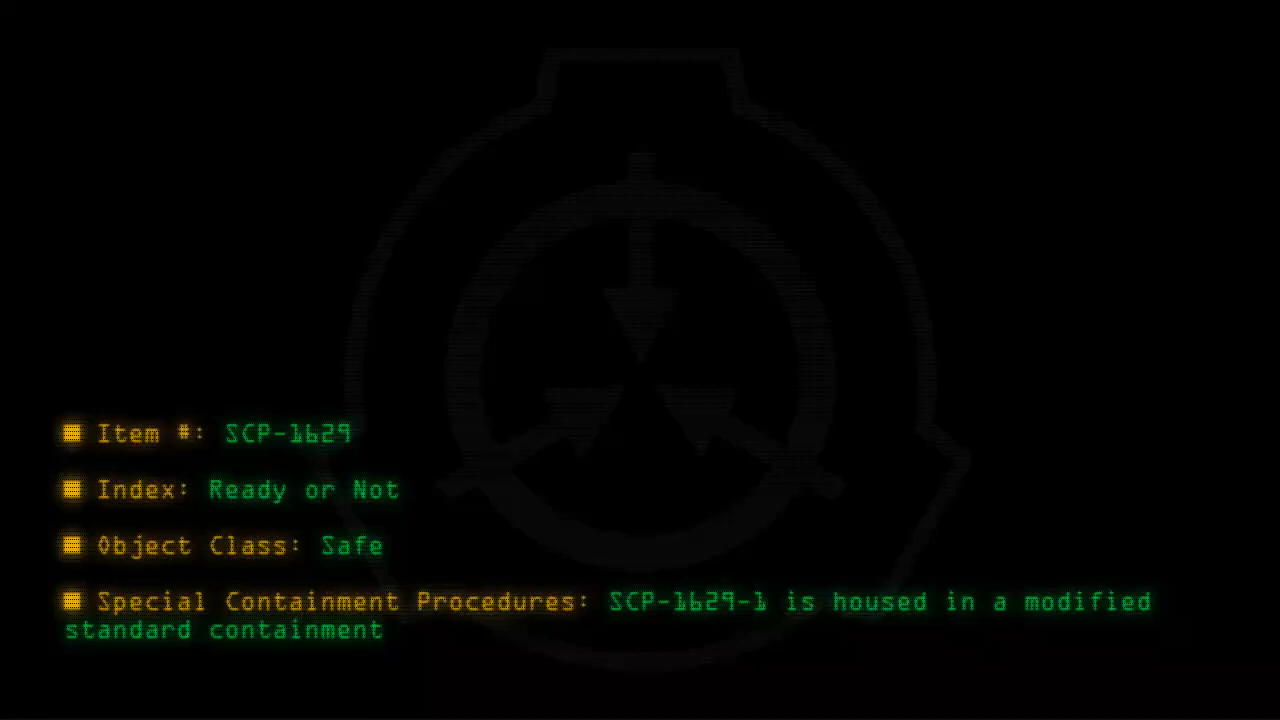 ■ Item #: SCP-1629
■ Index: Ready or Not
■ Object Class: Safe
■ Special Containment Procedures: SCP-1629-1 is housed in a modified
standard containment